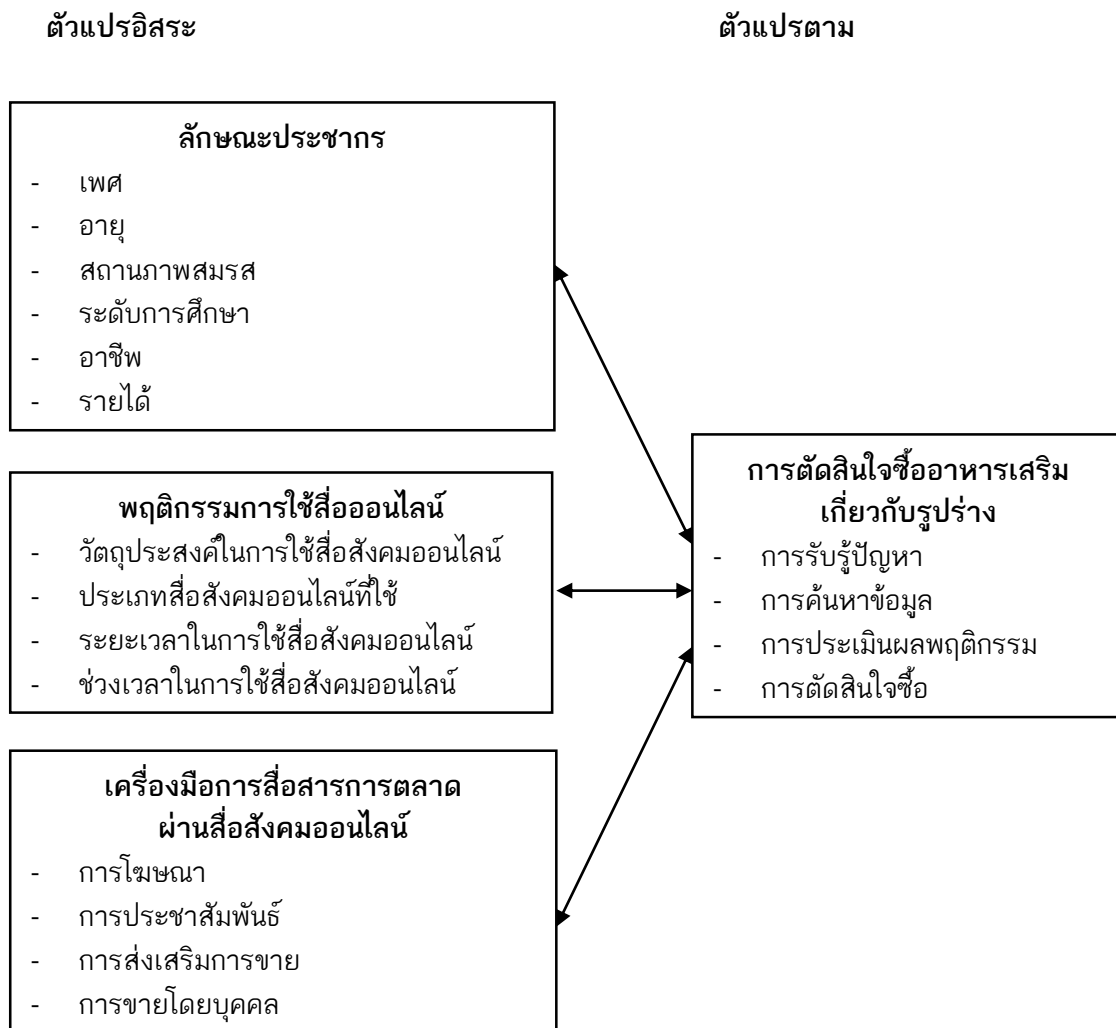 ตัวแปรอิสระ
ตัวแปรตาม
ลักษณะประชากร
- เพศ
- อายุ
- สถานภาพสมรส
- ระดับการศึกษา
- อาชีพ
- รายได้
พฤติกรรมการใช้สื่อออนไลน์
- วัตถุประสงค์ในการใช้สื่อสังคมออนไลน์
- ประเภทสื่อสังคมออนไลน์ที่ใช้
- ระยะเวลาในการใช้สื่อสังคมออนไลน์
- ช่วงเวลาในการใช้สื่อสังคมออนไลน์
เครื่องมือการสื่อสารการตลาด
ผ่านสื่อสังคมออนไลน์
- การโฆษณา
- การประชาสัมพันธ์
- การส่งเสริมการขาย
- การขายโดยบุคคล
การตัดสินใจซื้ออาหารเสริม
เกี่ยวกับรูปร่าง
- การรับรู้ปัญหา
- การค้นหาข้อมูล
- การประเมินผลพฤติกรรม
- การตัดสินใจซื้อ